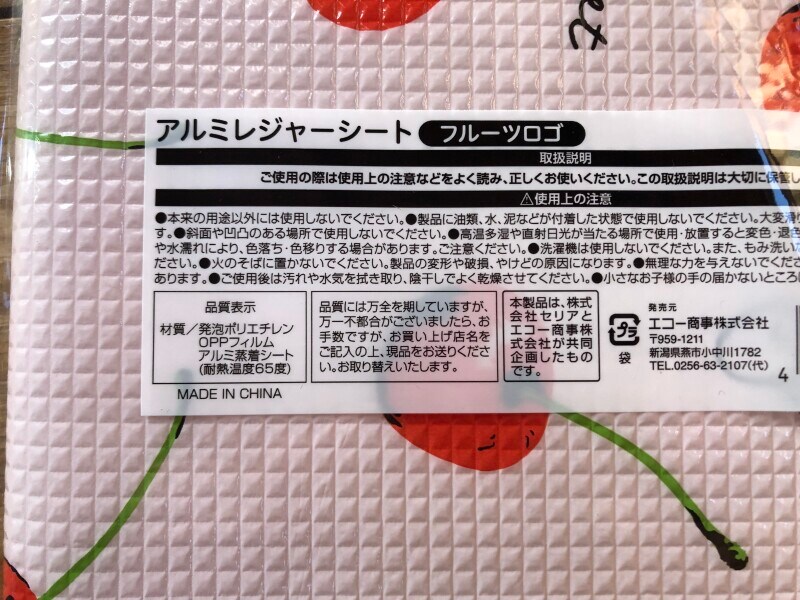 et
アルミレジャーシート フルーツロゴ
取扱説明
ご使用の際は使用上の注意などをよく読み、正しくお使いください。この取扱説明は大切に保管し
⚠使用上の注意
●本来の用途以外には使用しないでください。●製品に油類、水、泥などが付着した状態で使用しないでください。大変滑り
す。●斜面や凹凸のある場所で使用しないでください。●高温多湿や直射日光が当たる場所で使用・放置すると変色・退色
や水濡れにより、色落ち・色移りする場合があります。ご注意ください。●洗濯機は使用しないでください。また、もみ洗い
ださい。●火のそばに置かないでください。製品の変形や破損、やけどの原因になります。●無理な力を与えないでくださ
あります。●ご使用後は汚れや水気を拭き取り、陰干しでよく乾燥させてください。●小さなお子様の手の届かないところに
品質表示
材質／発泡ポリエチレン
OPPフィルム
アルミ蒸着シート
(耐熱温度65度)
MADE IN CHINA
品質には万全を期していますが、
万一不都合がございましたら、お
手数ですが、お買い上げ店名を
ご記入の上、現品をお送りくださ
い。お取り替えいたします。
本製品は、株式
会社セリアと
エコー商事株
式会社が共同
企画したもの
です。
プラ
袋
発売元
エコー商事株式会社
〒959-1211
新潟県燕市小中川1782
TEL.0256-63-2107(代)
4